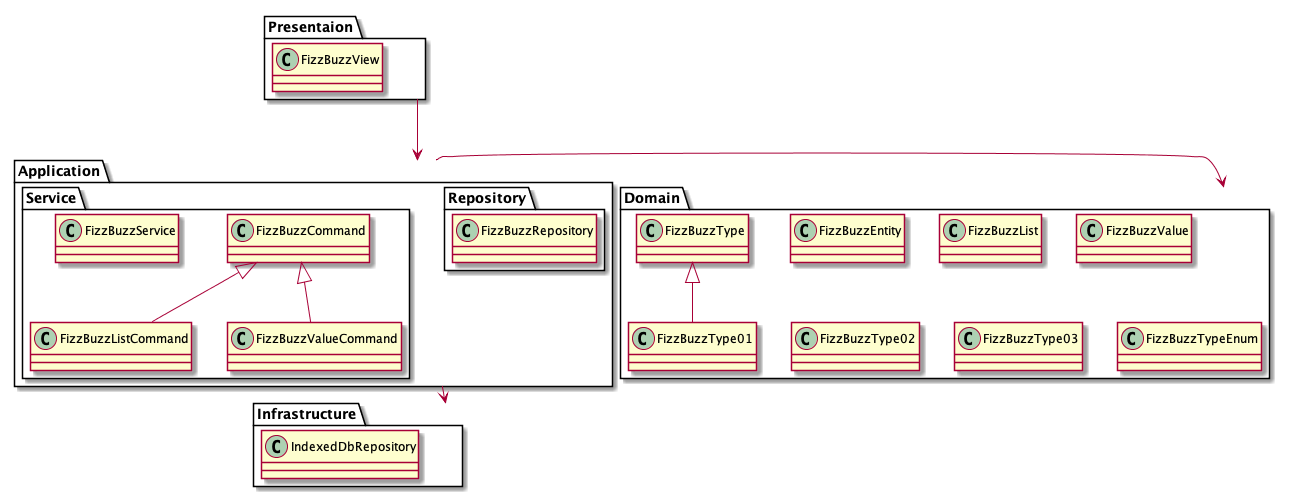 Presentaion
C FizzBuzzView
Application
Service
C FizzBuzzService
C FizzBuzzCommand
C FizzBuzzListCommand
C FizzBuzzValueCommand
Repository
C FizzBuzzRepository
Domain
C FizzBuzzType
C FizzBuzzEntity
C FizzBuzzList
C FizzBuzzValue
C FizzBuzzType01
C FizzBuzzType02
C FizzBuzzType03
C FizzBuzzTypeEnum
Infrastructure
C IndexedDbRepository